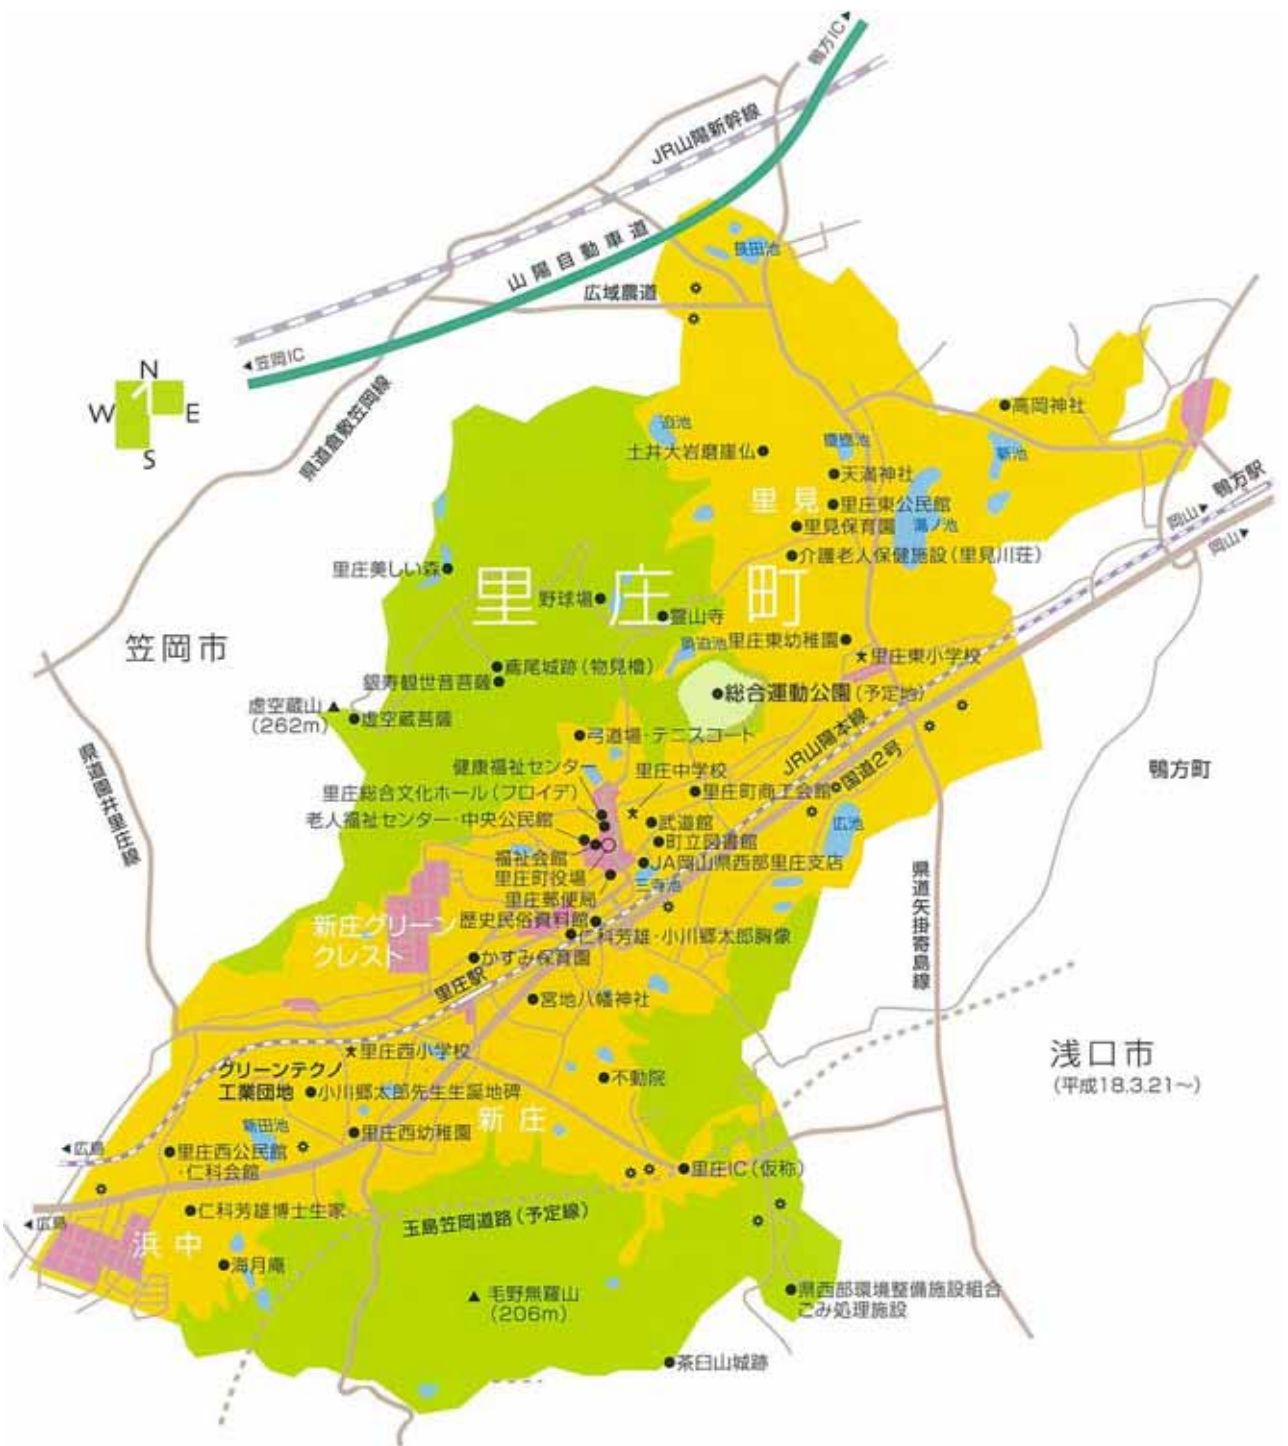 鴨方IC▶
JR山陽新幹線
山陽自動車道
広域農道
◀笠岡IC
N
W E
S
県道倉敷笠岡線
高岡神社
土井大岩磨崖仏
新池
天満神社
里見
里庄東公民館
里見保育園
溝ノ池
介護老人保健施設(里見川荘)
鴨方駅
岡山▶
岡山▶
里庄美しい森
里庄町
野球場
霊山寺
里庄東幼稚園
里庄東小学校
笠岡市
鳶尾城跡(物見櫓)
銀寿観世音菩薩
総合運動公園(予定地)
虚空蔵山
(262m)
虚空蔵菩薩
弓道場・テニスコート
JR山陽本線
国道2号
鴨方町
県道園井里庄線
健康福祉センター
里庄中学校
里庄総合文化ホール(フロイデ)
里庄町商工会館
老人福祉センター・中央公民館
武道館
広池
福祉会館
町立図書館
里庄町役場
JA岡山県西部里庄支店
里庄郵便局
三寺池
県道矢掛寄島線
新庄グリーン
クレスト
歴史民俗資料館
仁科芳雄・小川郷太郎胸像
かすみ保育園
里庄駅
宮地八幡神社
里庄西小学校
浅口市
(平成18.3.21~)
グリーンテクノ
工業団地
小川郷太郎先生生誕地碑
不動院
新庄
新田池
里庄西幼稚園
◀広島
里庄西公民館
・仁科会館
里庄IC(仮称)
◀広島
仁科芳雄博士生家
玉島笠岡道路(予定線)
浜中
海月庵
毛野無羅山
(206m)
県西部環境整備施設組合
ごみ処理施設
茶臼山城跡